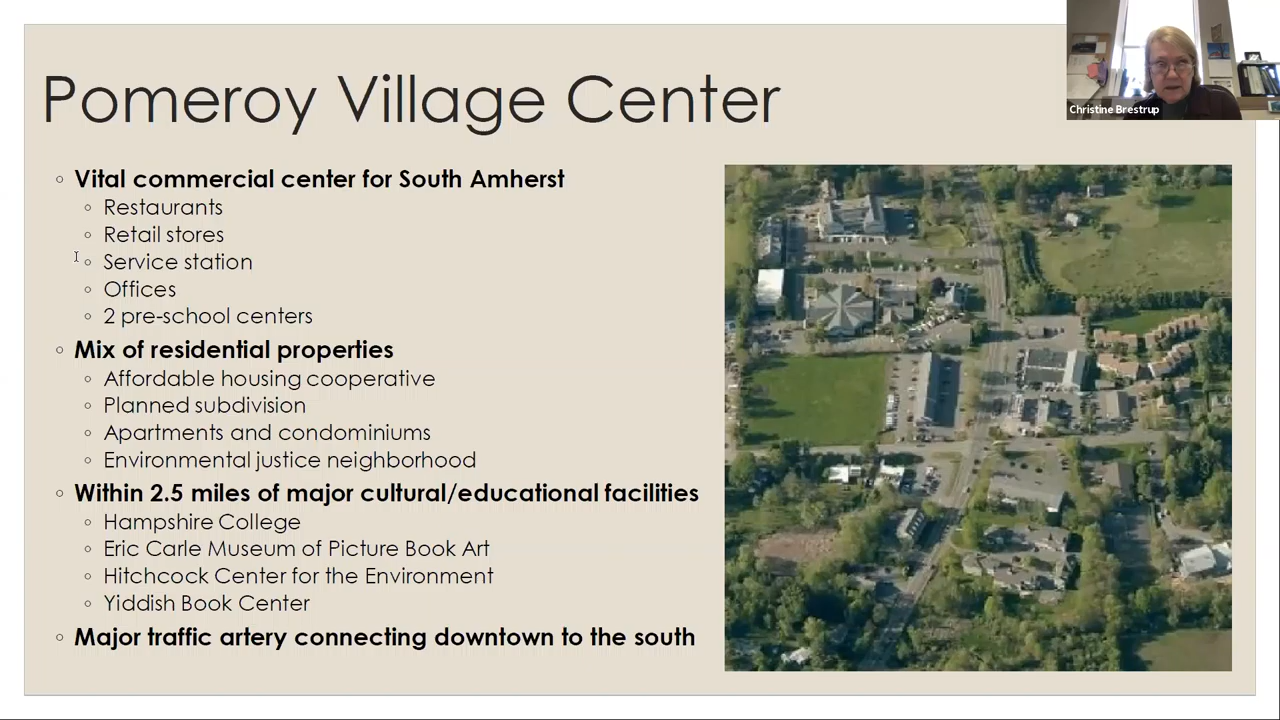 Pomeroy Village Center
Vital commercial center for South Amherst
Restaurants
Retail stores
Service station
Offices
2 pre-school centers
Mix of residential properties
Affordable housing cooperative
Planned subdivision
Apartments and condominiums
Environmental justice neighborhood
Within 2.5 miles of major cultural/educational facilities
Hampshire College
Eric Carle Museum of Picture Book Art
Hitchcock Center for the Environment
Yiddish Book Center
Major traffic artery connecting downtown to the south
Christine Brestrup